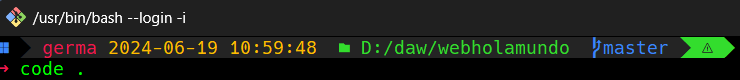 /usr/bin/bash --login -i
germa 2024-06-19 10:59:48 D:/daw/webholamundo master
➜ code .